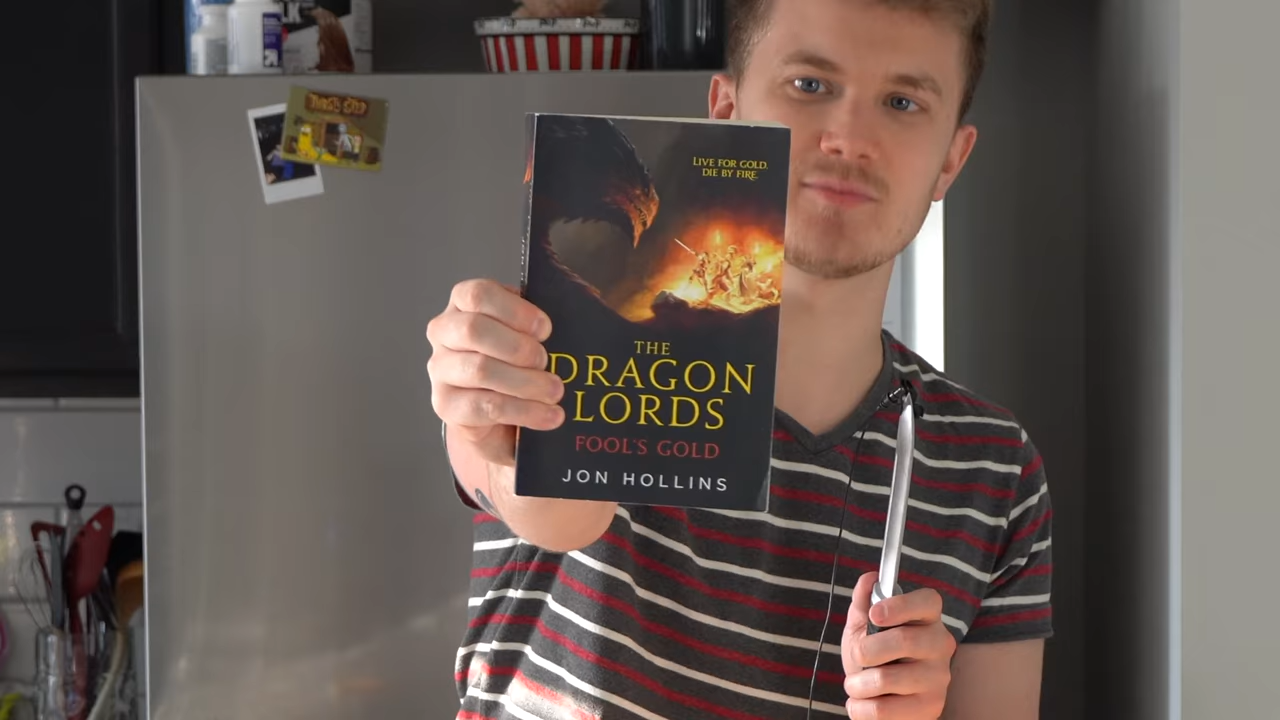 LIVE FOR GOLD.
DIE BY FIRE.
THE
DRAGON
LORDS
FOOL'S GOLD
JON HOLLINS